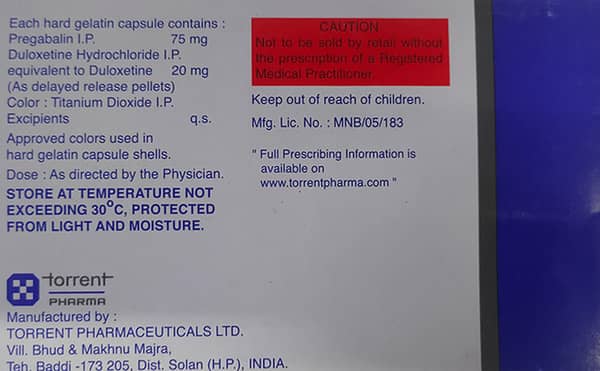 Each hard gelatin capsule contains :
Pregabalin I.P. 75 mg
Duloxetine Hydrochloride I.P.
equivalent to Duloxetine 20 mg
(As delayed release pellets)
Color : Titanium Dioxide I.P.
Excipients q.s.
Approved colors used in
hard gelatin capsule shells.
Dose : As directed by the Physician.
STORE AT TEMPERATURE NOT
EXCEEDING 30°C, PROTECTED
FROM LIGHT AND MOISTURE.
CAUTION
Not to be sold by retail without
the prescription of a Registered
Medical Practitioner.
Keep out of reach of children.
Mfg. Lic. No. : MNB/05/183
" Full Prescribing Information is
available on
www.torrentpharma.com "
torrent
PHARMA
Manufactured by :
TORRENT PHARMACEUTICALS LTD.
Vill. Bhud & Makhnu Majra,
Teh. Baddi -173 205, Dist. Solan (H.P.), INDIA.